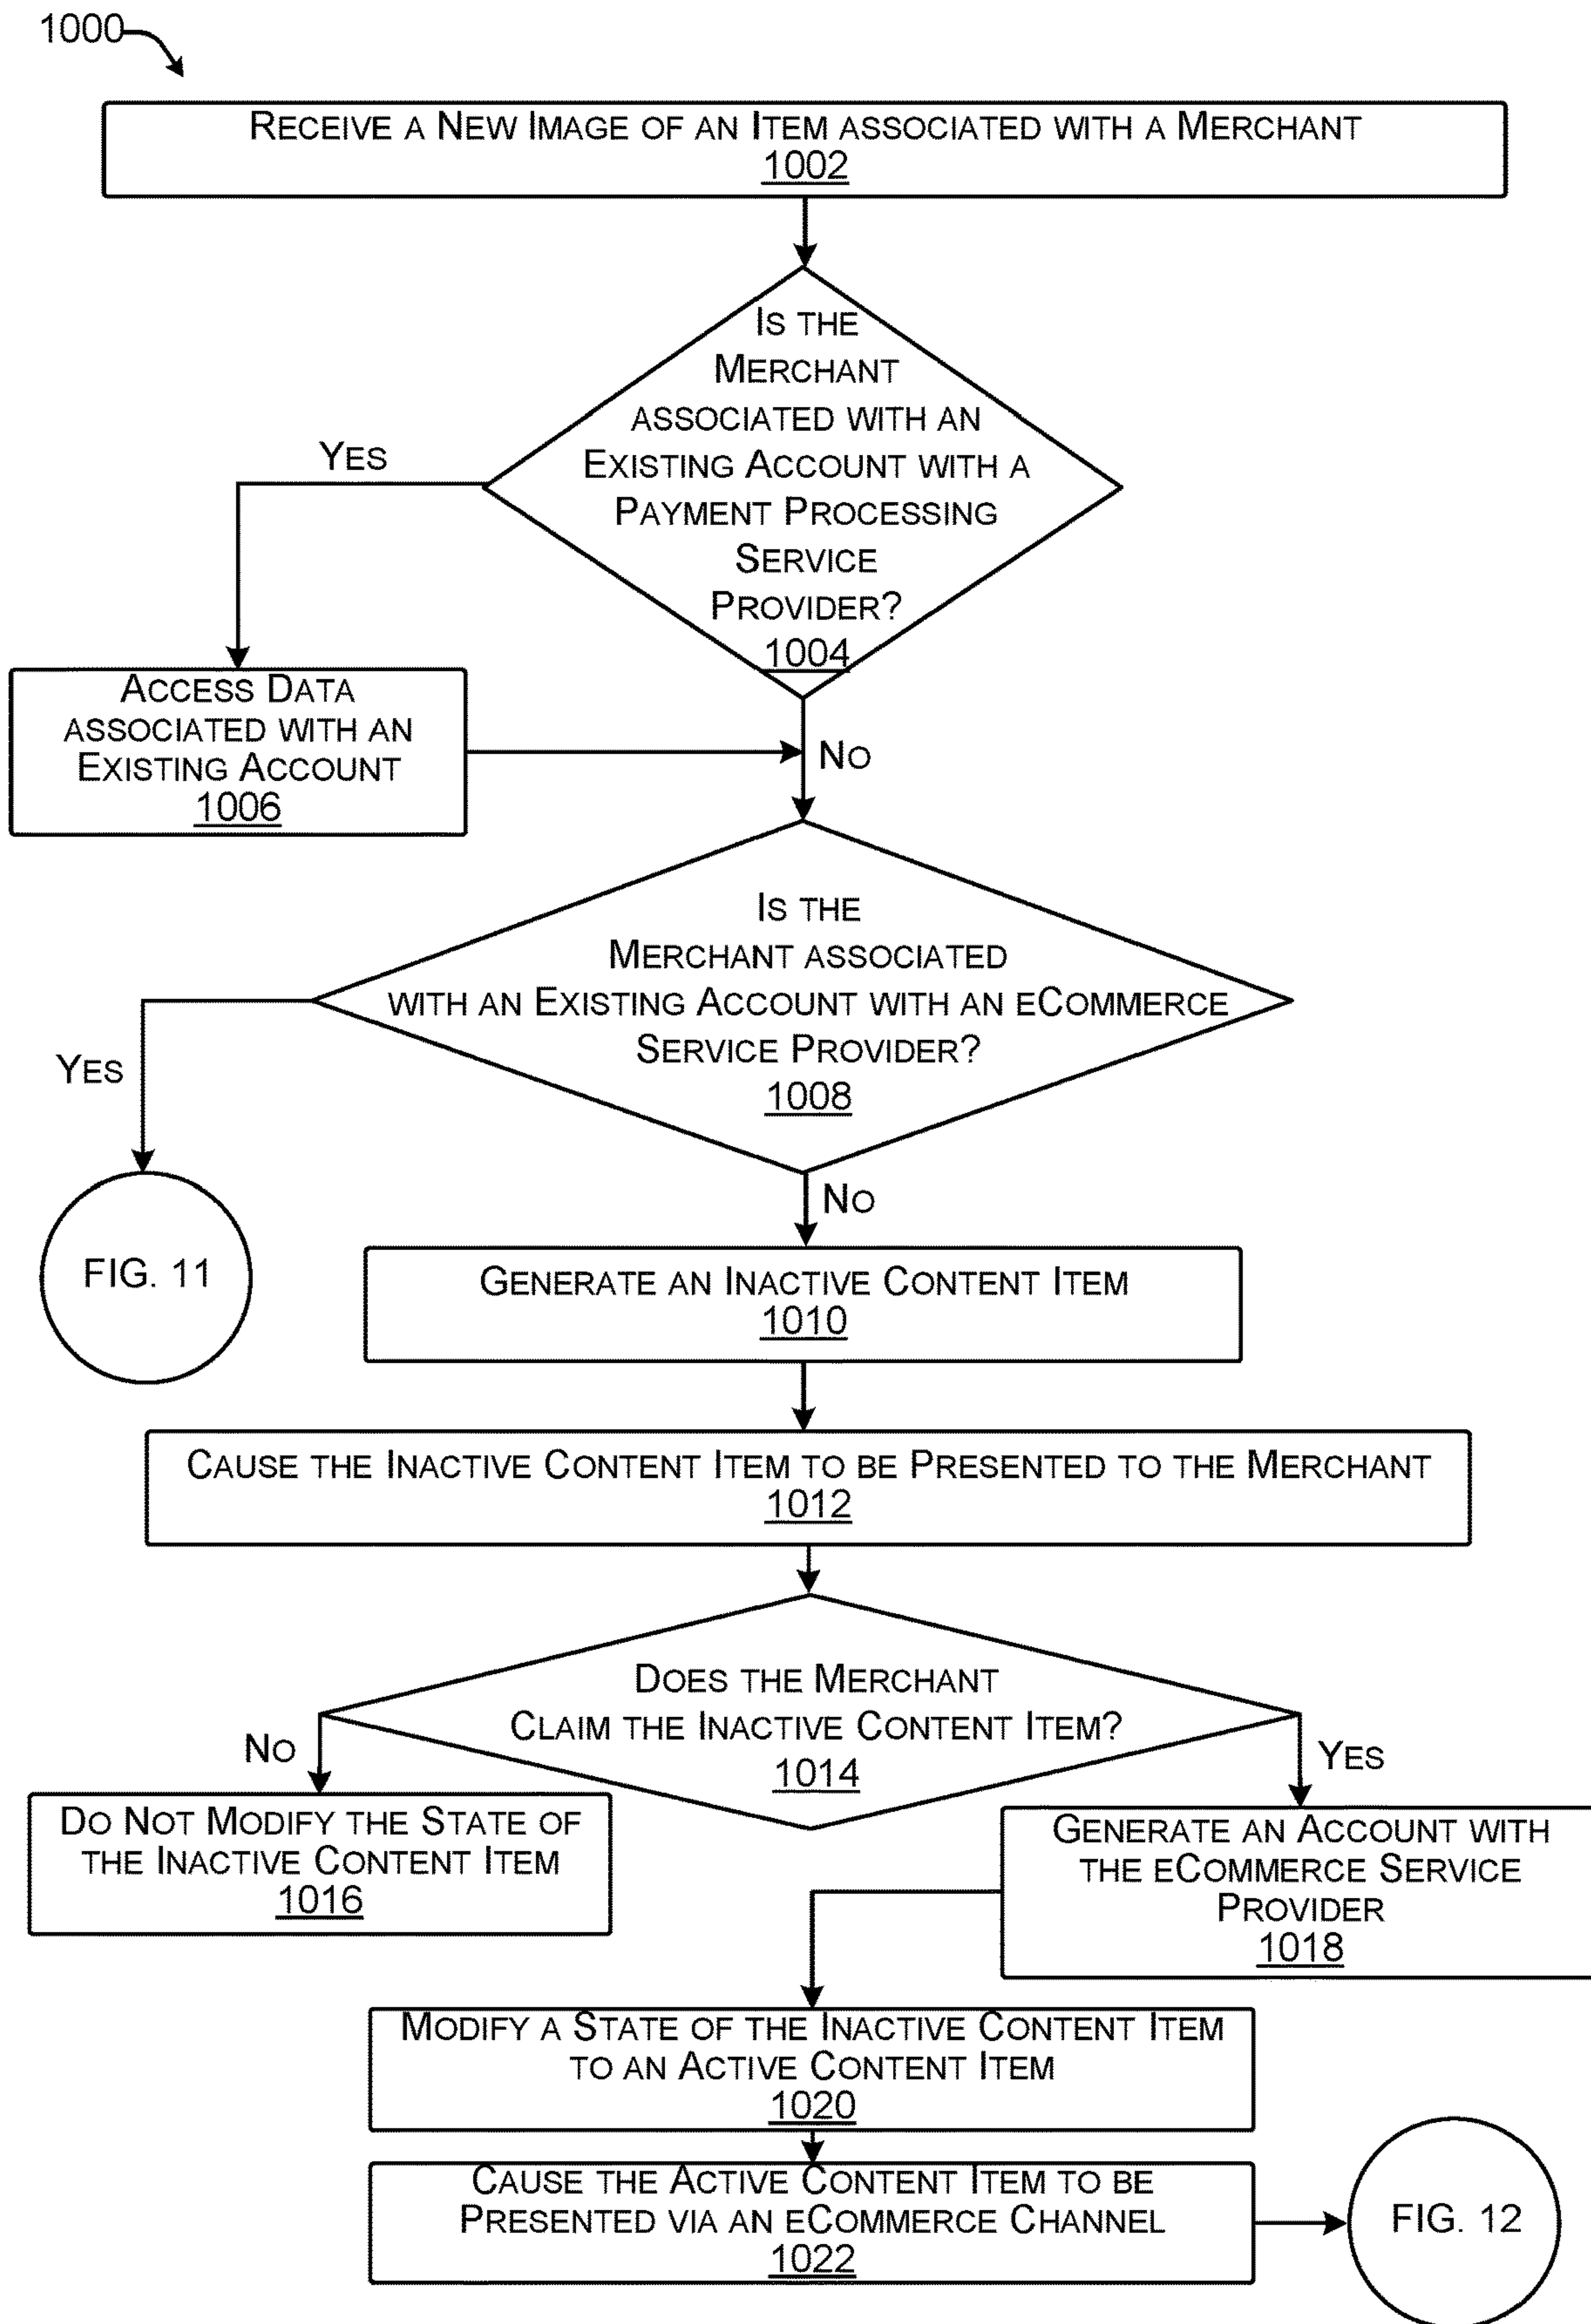 1000
RECEIVE A NEW IMAGE OF AN ITEM ASSOCIATED WITH A MERCHANT
1002
IS THE
MERCHANT
ASSOCIATED WITH AN
EXISTING ACCOUNT WITH A
PAYMENT PROCESSING
SERVICE
PROVIDER?
1004
YES
ACCESS DATA
ASSOCIATED WITH AN
EXISTING ACCOUNT
1006
NO
IS THE
MERCHANT ASSOCIATED
WITH AN EXISTING ACCOUNT WITH AN ECOMMERCE
SERVICE PROVIDER?
1008
YES
FIG. 11
NO
GENERATE AN INACTIVE CONTENT ITEM
1010
CAUSE THE INACTIVE CONTENT ITEM TO BE PRESENTED TO THE MERCHANT
1012
DOES THE MERCHANT
CLAIM THE INACTIVE CONTENT ITEM?
1014
NO
DO NOT MODIFY THE STATE OF
THE INACTIVE CONTENT ITEM
1016
YES
GENERATE AN ACCOUNT WITH
THE ECOMMERCE SERVICE
PROVIDER
1018
MODIFY A STATE OF THE INACTIVE CONTENT ITEM
TO AN ACTIVE CONTENT ITEM
1020
CAUSE THE ACTIVE CONTENT ITEM TO BE
PRESENTED VIA AN ECOMMERCE CHANNEL
1022
FIG. 12